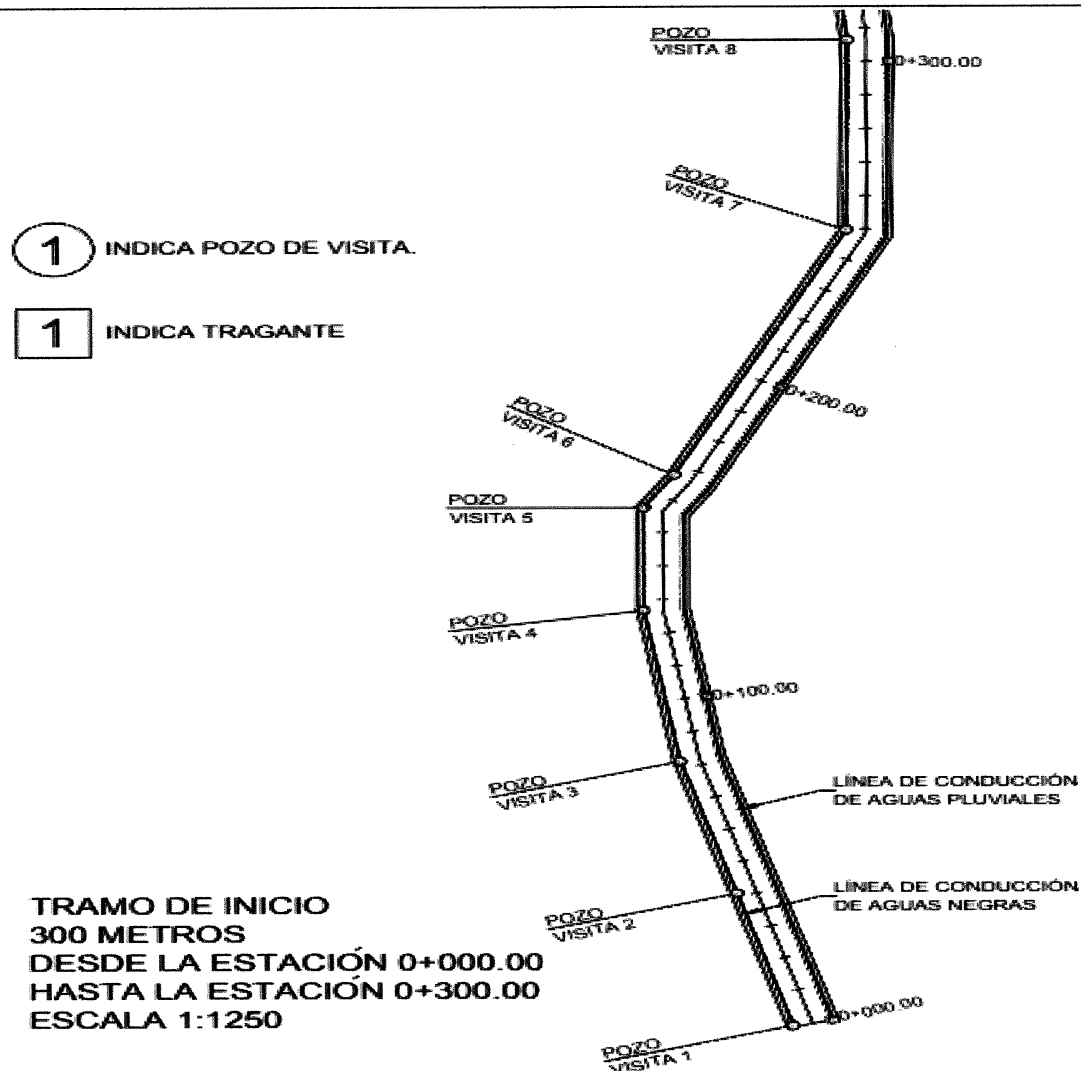 POZO
VISITA 8
0+300.00
POZO
VISITA 7
1 INDICA POZO DE VISITA.
1 INDICA TRAGANTE
0+200.00
POZO
VISITA 6
POZO
VISITA 5
POZO
VISITA 4
0+100.00
POZO
VISITA 3
LÍNEA DE CONDUCCIÓN
DE AGUAS PLUVIALES
LÍNEA DE CONDUCCIÓN
DE AGUAS NEGRAS
POZO
VISITA 2
TRAMO DE INICIO
300 METROS
DESDE LA ESTACIÓN 0+000.00
HASTA LA ESTACIÓN 0+300.00
ESCALA 1:1250
0+000.00
POZO
VISITA 1